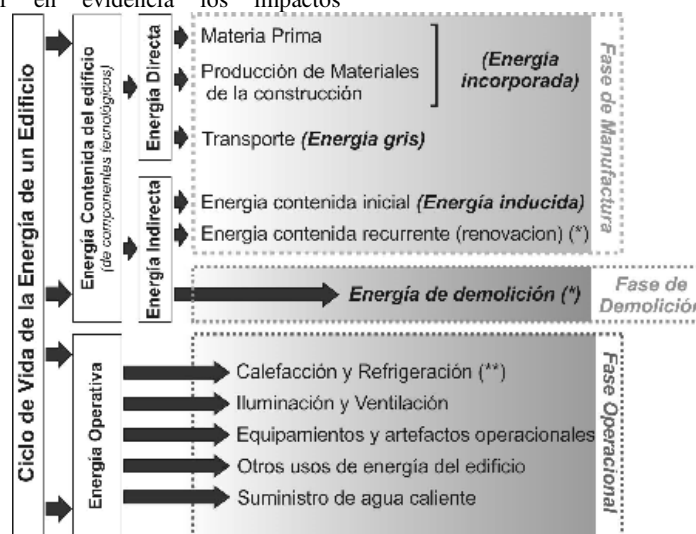 en evidencia los impactos
Ciclo de Vida de la Energía de un Edificio
Energía Contenida del edificio
(de componentes tecnológicos)
Energía Directa
Materia Prima
Producción de Materiales
de la construcción
(Energía
incorporada)
Transporte (Energía gris)
Fase de Manufactura
Energía Indirecta
Energia contenida inicial (Energía inducida)
Energia contenida recurrente (renovacion) (*)
Energía de demolición (*)
Fase de
Demolición
Energía Operativa
Calefacción y Refrigeración (**)
Iluminación y Ventilación
Equipamientos y artefactos operacionales
Otros usos de energía del edificio
Suministro de agua caliente
Fase Operacional